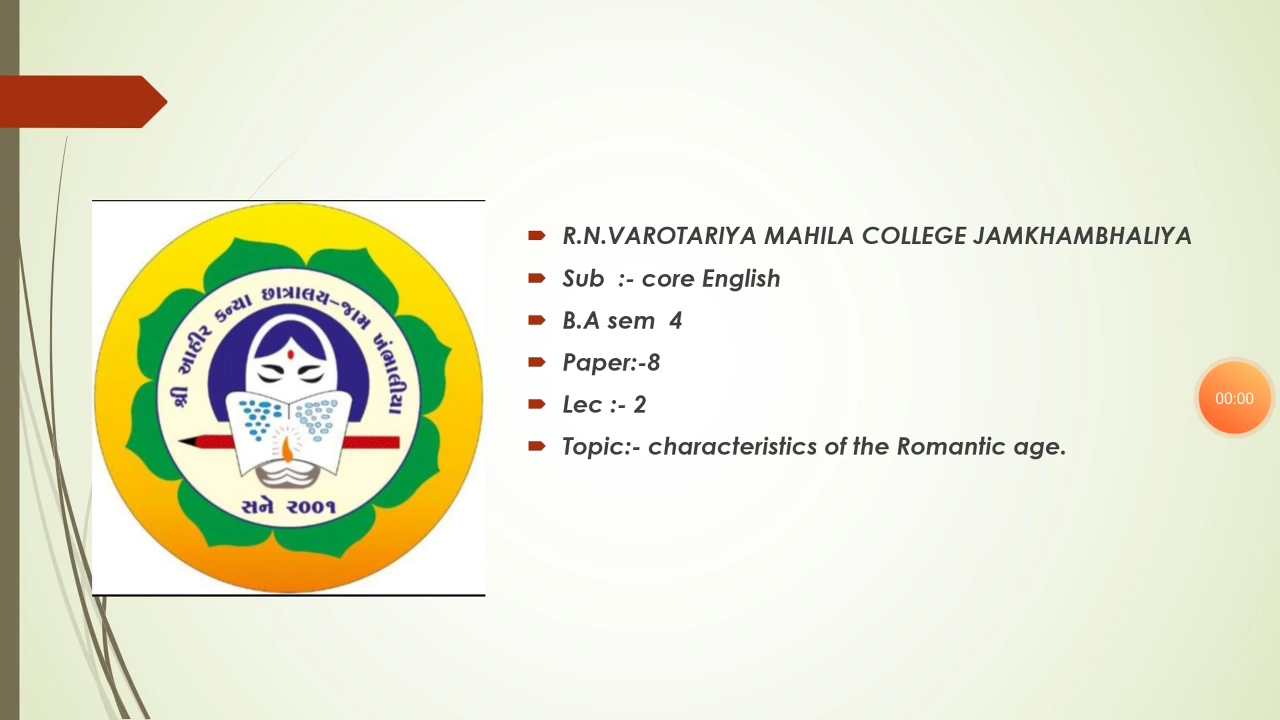 શ્રી આહીર કન્યા છાત્રાલય–જામ ખંભાળીયા
સને ૨૦૦૧
R.N.VAROTARIYA MAHILA COLLEGE JAMKHAMBHALIYA
Sub :- core English
B.A sem 4
Paper:-8
Lec :- 2
Topic:- characteristics of the Romantic age.
00:00